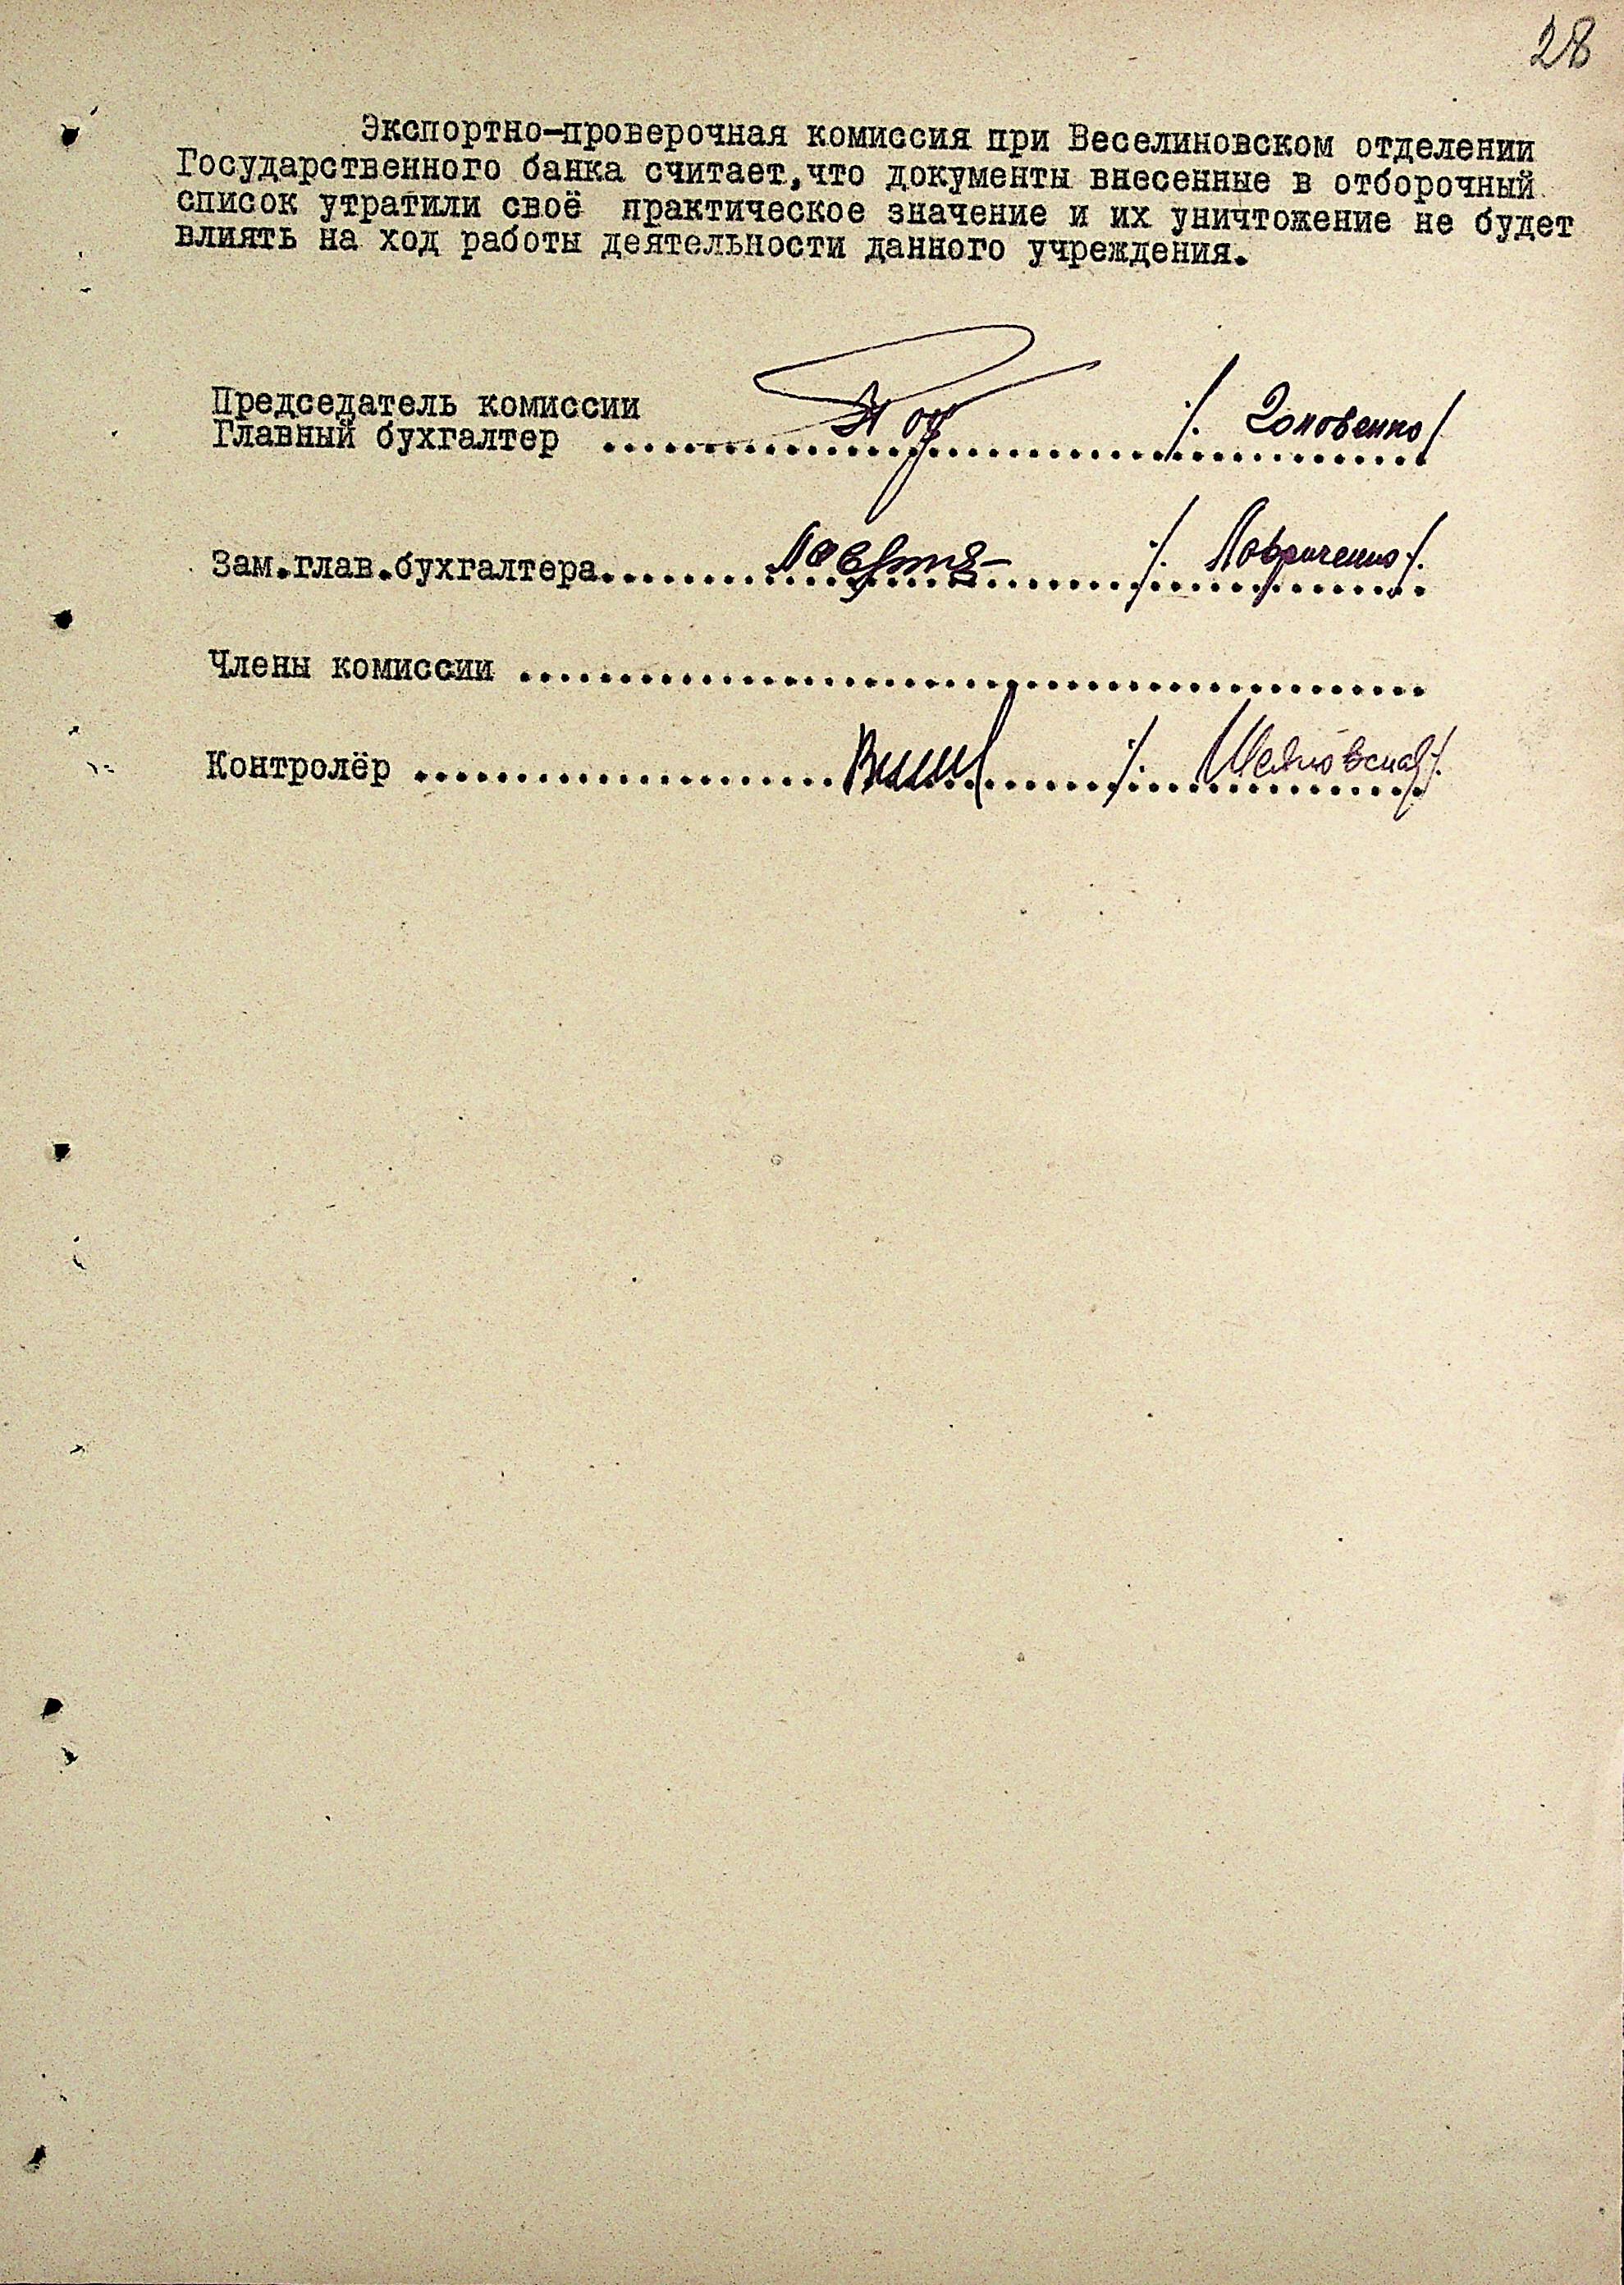 28
Экспортно-проверочная комиссия при Веселиновском отделении
Государственного банка считает,что документы внесенные в отборочный
список утратили своё практическое значение и их уничтожение не будет
влиять на ход работы деятельности данного учреждения.
Председатель комиссии
Главный бухгалтер ........................................ /. Головенко /
Зам.глав.бухгалтера........................................ /. Лавриченко /.
Члены комиссии .............................................
Контролёр ........................................ /.